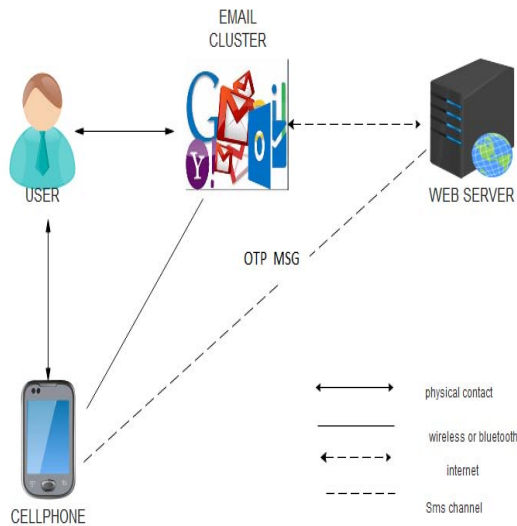 EMAIL
CLUSTER
G
Y!
USER
WEB SERVER
OTP MSG
physical contact
wireless or bluetooth
internet
Sms channel
CELLPHONE